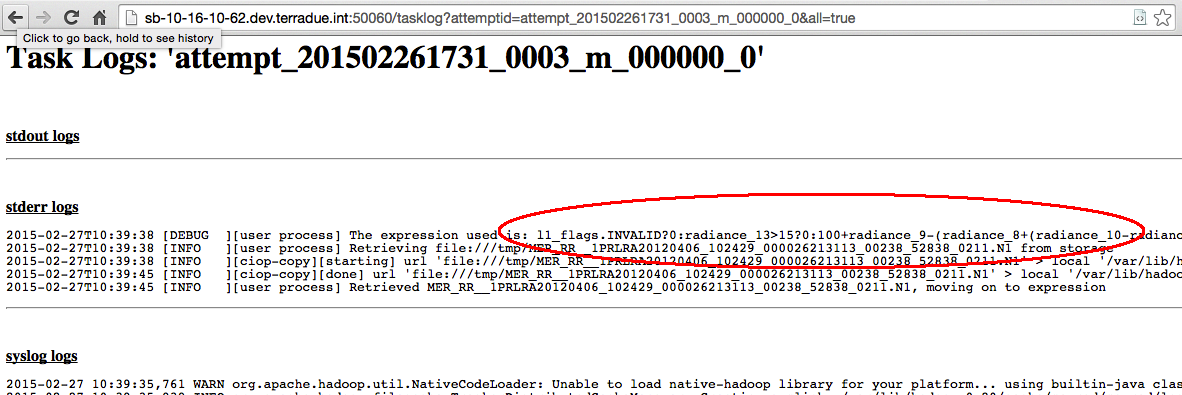 sb-10-16-10-62.dev.terradue.int:50060/tasklog?attemptid=attempt_201502261731_0003_m_000000_0&all=true
Click to go back, hold to see history
Task Logs: 'attempt_201502261731_0003_m_000000_0'
stdout logs
stderr logs
2015-02-27T10:39:38 [DEBUG ][user process] The expression used is: l1_flags.INVALID?0:radiance_13>15?0:100+radiance_9-(radiance_8+(radiance_10-radianc
2015-02-27T10:39:38 [INFO ][user process] Retrieving file:///tmp/MER_RR__1PRLRA20120406_102429_000026213113_00238_52838_0211.N1 from storage
2015-02-27T10:39:38 [INFO ][ciop-copy][starting] url 'file:///tmp/MER_RR__1PRLRA20120406_102429_000026213113_00238_52838_0211.N1' > local '/var/lib/h
2015-02-27T10:39:45 [INFO ][ciop-copy][done] url 'file:///tmp/MER_RR__1PRLRA20120406_102429_000026213113_00238_52838_0211.N1' > local '/var/lib/hadoo
2015-02-27T10:39:45 [INFO ][user process] Retrieved MER_RR__1PRLRA20120406_102429_000026213113_00238_52838_0211.N1, moving on to expression
syslog logs
2015-02-27 10:39:35,761 WARN org.apache.hadoop.util.NativeCodeLoader: Unable to load native-hadoop library for your platform... using builtin-java clas